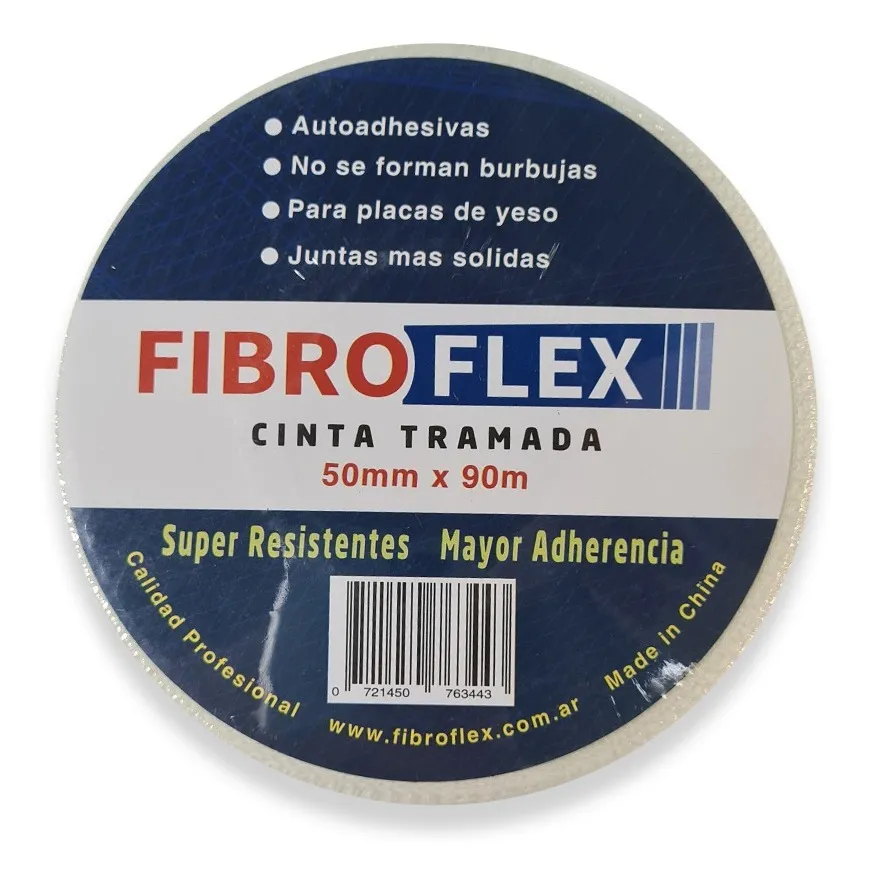 Autoadhesivas
No se forman burbujas
Para placas de yeso
Juntas mas solidas
FIBROFLEX
CINTA TRAMADA
50mm x 90m
Super Resistentes Mayor Adherencia
Calidad Profesional
0 721450 763443
www.fibroflex.com.ar
Made in China